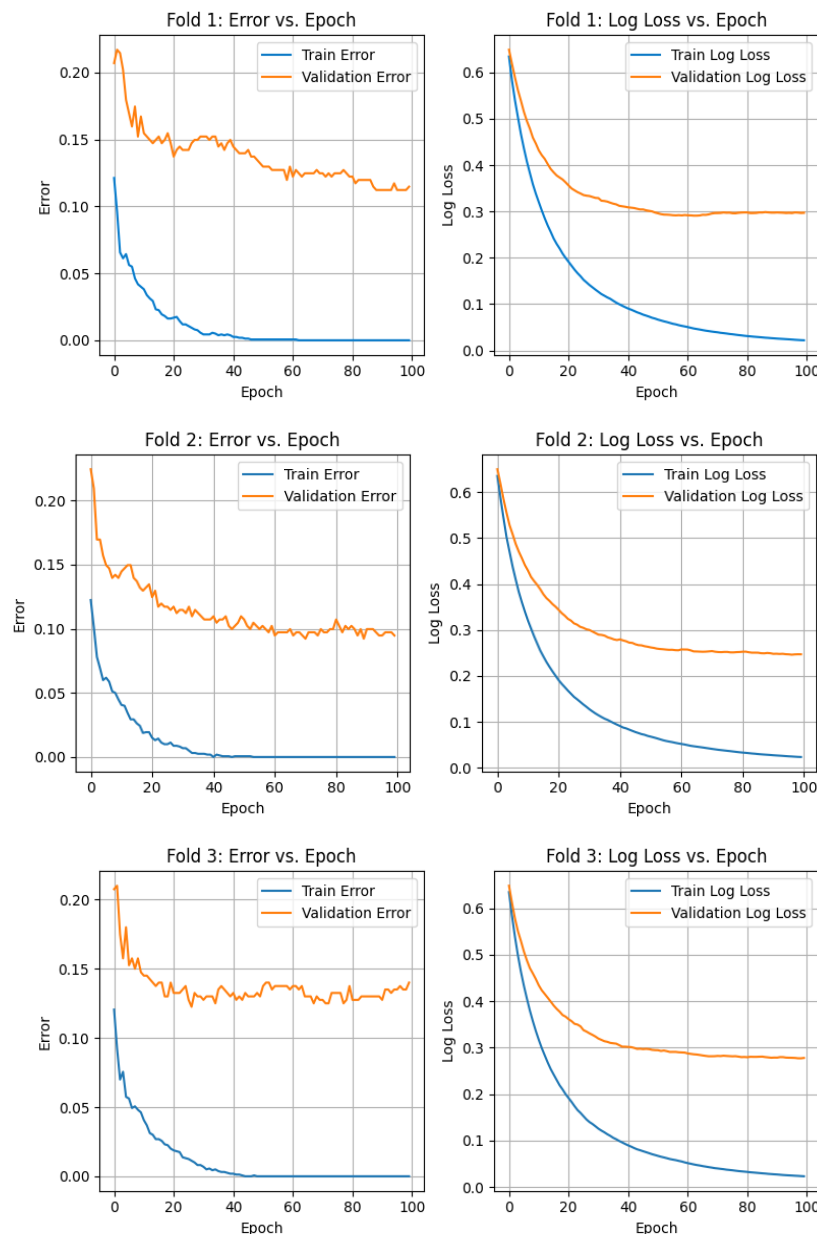 Fold 1: Error vs. Epoch
Train Error
Validation Error
0.20
0.15
0.10
0.05
0.00
Error
0 20 40 60 80 100
Epoch
Fold 1: Log Loss vs. Epoch
Train Log Loss
Validation Log Loss
0.6
0.5
0.4
0.3
0.2
0.1
0.0
Log Loss
0 20 40 60 80 100
Epoch
Fold 2: Error vs. Epoch
Train Error
Validation Error
0.20
0.15
0.10
0.05
0.00
Error
0 20 40 60 80 100
Epoch
Fold 2: Log Loss vs. Epoch
Train Log Loss
Validation Log Loss
0.6
0.5
0.4
0.3
0.2
0.1
0.0
Log Loss
0 20 40 60 80 100
Epoch
Fold 3: Error vs. Epoch
Train Error
Validation Error
0.20
0.15
0.10
0.05
0.00
Error
0 20 40 60 80 100
Epoch
Fold 3: Log Loss vs. Epoch
Train Log Loss
Validation Log Loss
0.6
0.5
0.4
0.3
0.2
0.1
0.0
Log Loss
0 20 40 60 80 100
Epoch